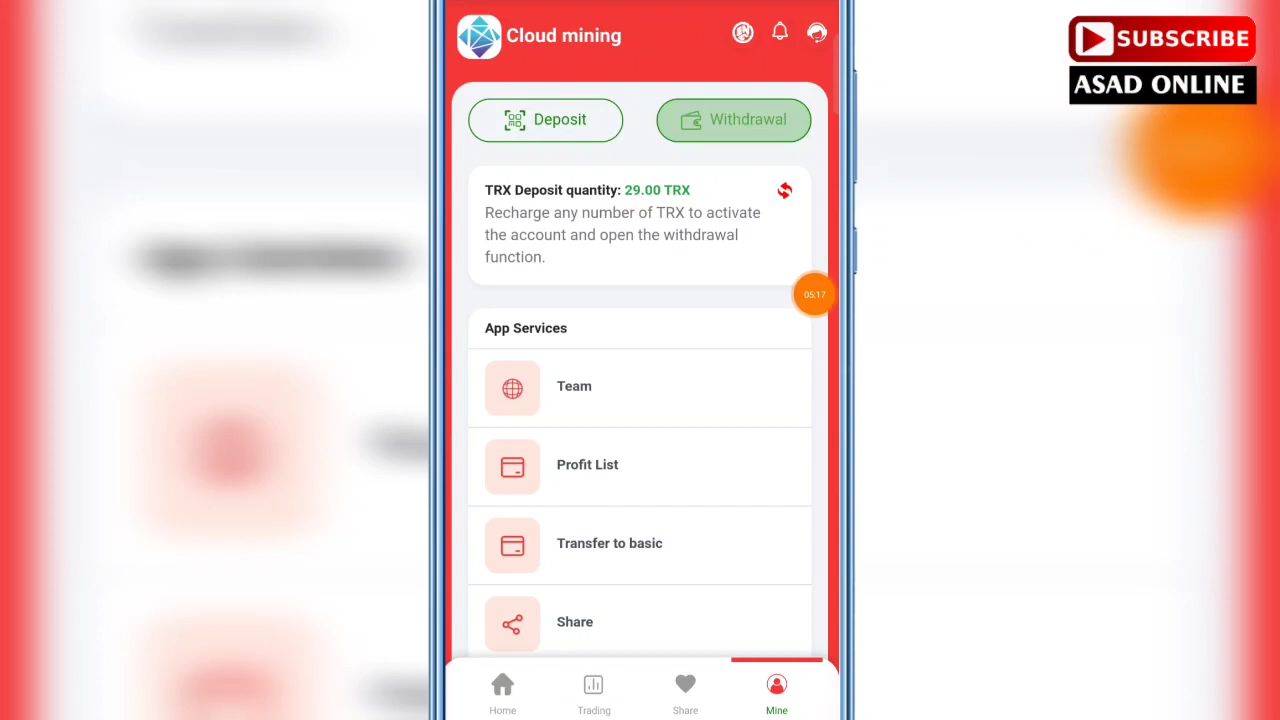 Cloud mining
SUBSCRIBE
ASAD ONLINE
Deposit
Withdrawal
TRX Deposit quantity: 29.00 TRX
Recharge any number of TRX to activate
the account and open the withdrawal
function.
05:17
App Services
Team
Profit List
Transfer to basic
Share
Home
Trading
Share
Mine